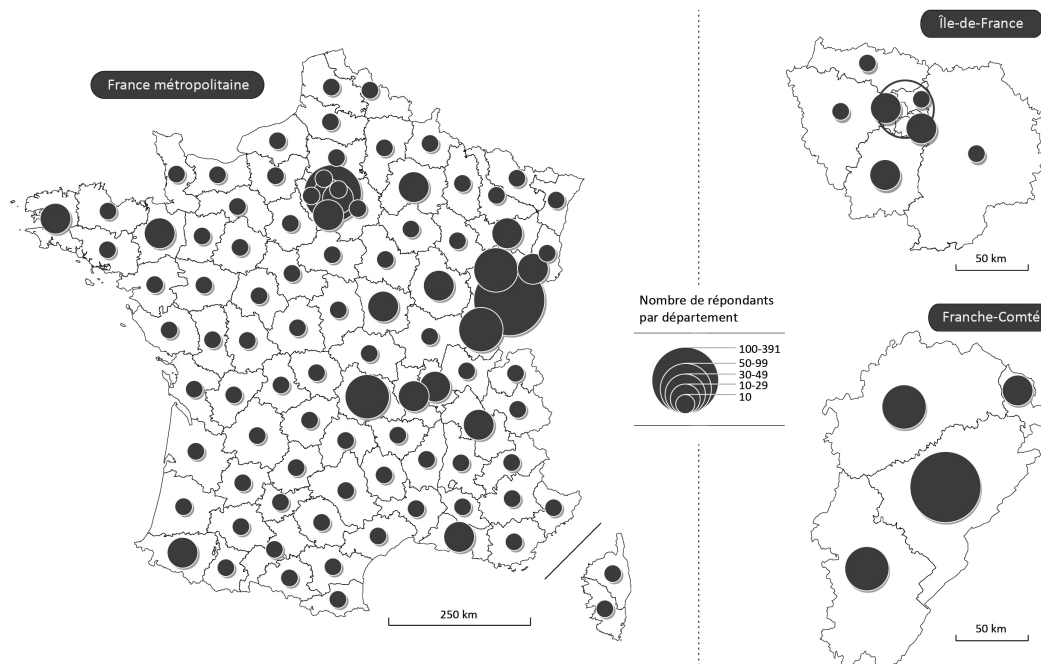 Île-de-France
France métropolitaine
50 km
Nombre de répondants
par département
100-391
50-99
30-49
10-29
10
Franche-Comté
250 km
50 km